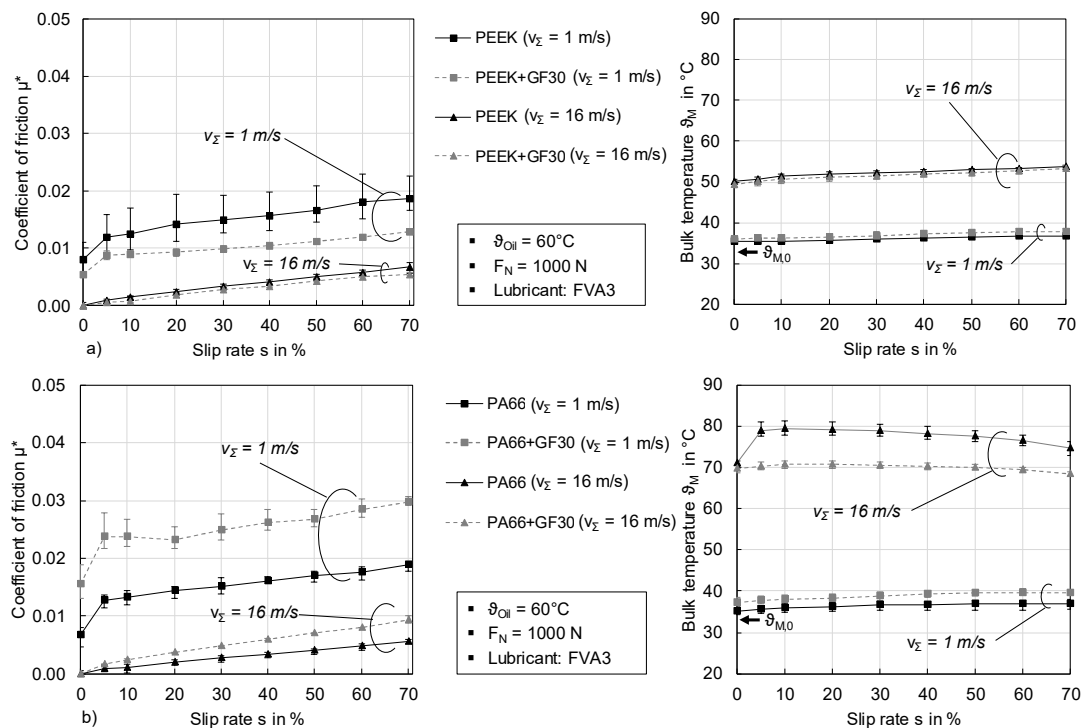 0.05
0.04
0.03
0.02
0.01
0.00
Coefficient of friction μ*
v_Σ = 1 m/s
v_Σ = 16 m/s
0 10 20 30 40 50 60 70
a) Slip rate s in %
PEEK (v_Σ = 1 m/s)
PEEK+GF30 (v_Σ = 1 m/s)
PEEK (v_Σ = 16 m/s)
PEEK+GF30 (v_Σ = 16 m/s)
▪ ϑ_Oil = 60°C
▪ F_N = 1000 N
▪ Lubricant: FVA3
90
80
70
60
50
40
30
20
Bulk temperature ϑ_M in °C
v_Σ = 16 m/s
v_Σ = 1 m/s
ϑ_M,0
0 10 20 30 40 50 60 70
Slip rate s in %
0.05
0.04
0.03
0.02
0.01
0.00
Coefficient of friction μ*
v_Σ = 1 m/s
v_Σ = 16 m/s
0 10 20 30 40 50 60 70
b) Slip rate s in %
PA66 (v_Σ = 1 m/s)
PA66+GF30 (v_Σ = 1 m/s)
PA66 (v_Σ = 16 m/s)
PA66+GF30 (v_Σ = 16 m/s)
▪ ϑ_Oil = 60°C
▪ F_N = 1000 N
▪ Lubricant: FVA3
90
80
70
60
50
40
30
20
Bulk temperature ϑ_M in °C
v_Σ = 16 m/s
v_Σ = 1 m/s
ϑ_M,0
0 10 20 30 40 50 60 70
Slip rate s in %